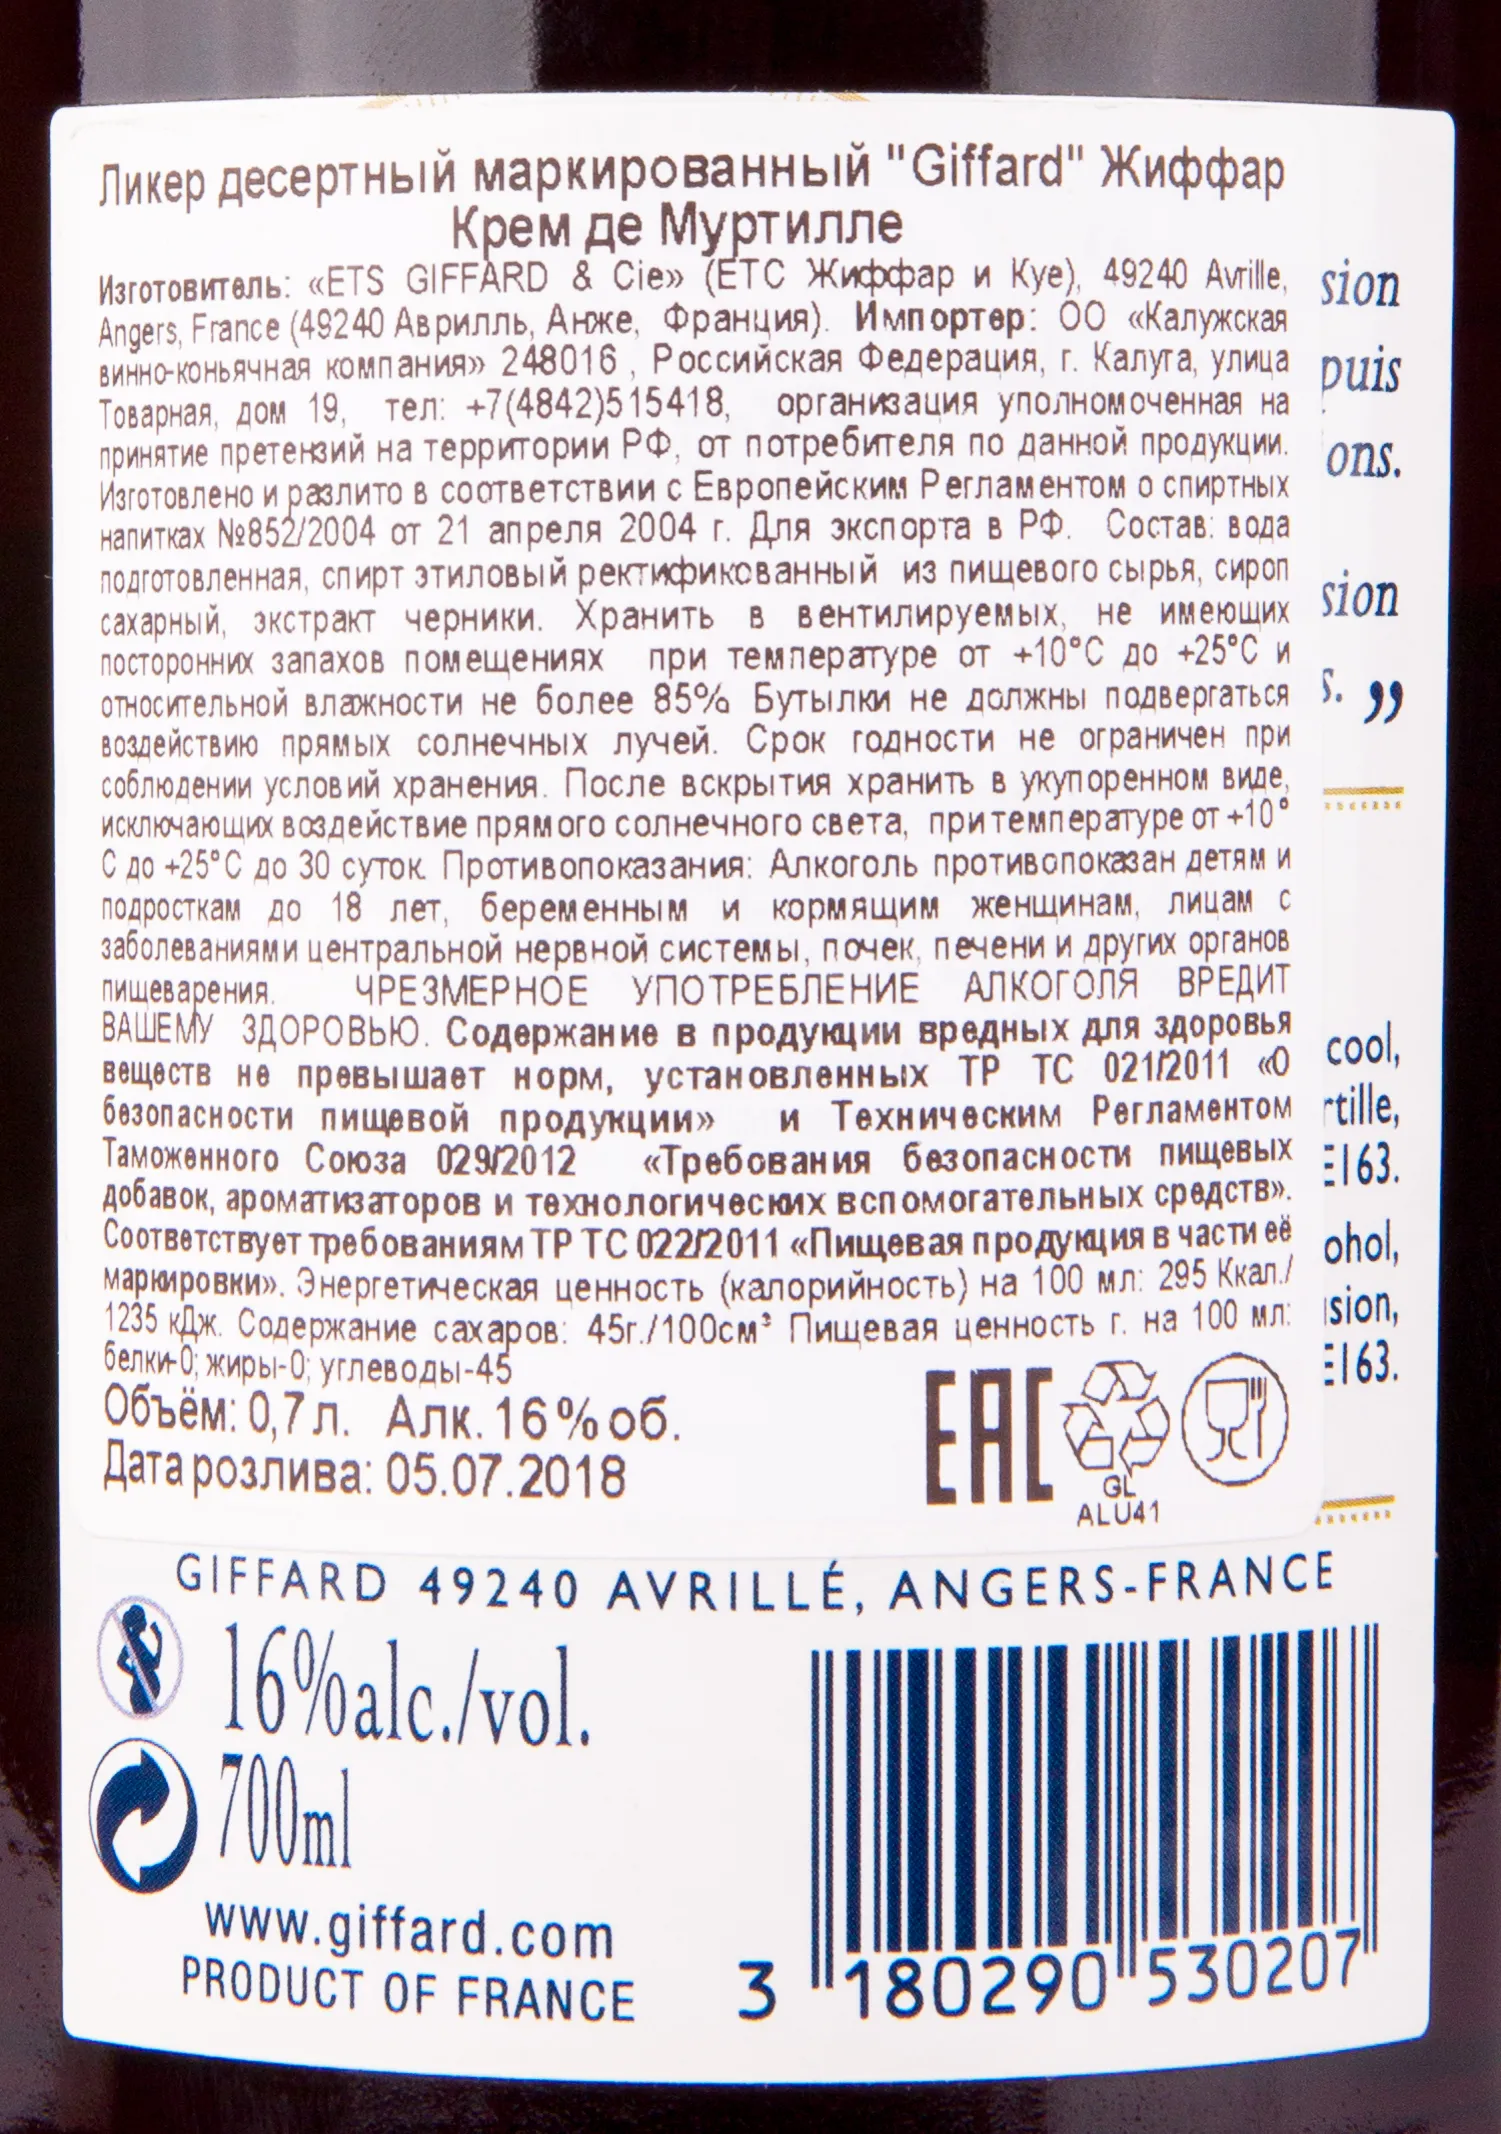 Ликер десертный маркированный "Giffard" Жиффар
Крем де Муртилле
Изготовитель: «ETS GIFFARD & Cie» (ЕТС Жиффар и Куе), 49240 Avrille,
Angers, France (49240 Аврилль, Анже, Франция). Импортер: ОО «Калужская
винно-коньячная компания» 248016 , Российская Федерация, г. Калуга, улица
Товарная, дом 19, тел: +7(4842)515418, организация уполномоченная на
принятие претензий на территории РФ, от потребителя по данной продукции.
Изготовлено и разлито в соответствии с Европейским Регламентом о спиртных
напитках №852/2004 от 21 апреля 2004 г. Для экспорта в РФ. Состав: вода
подготовленная, спирт этиловый ректификованный из пищевого сырья, сироп
сахарный, экстракт черники. Хранить в вентилируемых, не имеющих
посторонних запахов помещениях при температуре от +10°С до +25°С и
относительной влажности не более 85% Бутылки не должны подвергаться
воздействию прямых солнечных лучей. Срок годности не ограничен при
соблюдении условий хранения. После вскрытия хранить в укупоренном виде,
исключающих воздействие прямого солнечного света, при температуре от +10°
С до +25°С до 30 суток. Противопоказания: Алкоголь противопоказан детям и
подросткам до 18 лет, беременным и кормящим женщинам, лицам с
заболеваниями центральной нервной системы, почек, печени и других органов
пищеварения. ЧРЕЗМЕРНОЕ УПОТРЕБЛЕНИЕ АЛКОГОЛЯ ВРЕДИТ
ВАШЕМУ ЗДОРОВЬЮ. Содержание в продукции вредных для здоровья
веществ не превышает норм, установленных ТР ТС 021/2011 «О
безопасности пищевой продукции» и Техническим Регламентом
Таможенного Союза 029/2012 «Требования безопасности пищевых
добавок, ароматизаторов и технологических вспомогательных средств».
Соответствует требованиям ТР ТС 022/2011 «Пищевая продукция в части её
маркировки». Энергетическая ценность (калорийность) на 100 мл: 295 Ккал./
1235 кДж. Содержание сахаров: 45г./100см³ Пищевая ценность г. на 100 мл:
белки-0; жиры-0; углеводы-45
Объём: 0,7 л. Алк. 16 % об.
Дата розлива: 05.07.2018
EAC
GL
ALU41
sion
puis
ons.
sion
s. ”
cool,
rtille,
E163.
ohol,
sion,
E163.
GIFFARD 49240 AVRILLÉ, ANGERS-FRANCE
16%alc./vol.
700ml
www.giffard.com
PRODUCT OF FRANCE
3 180290 530207